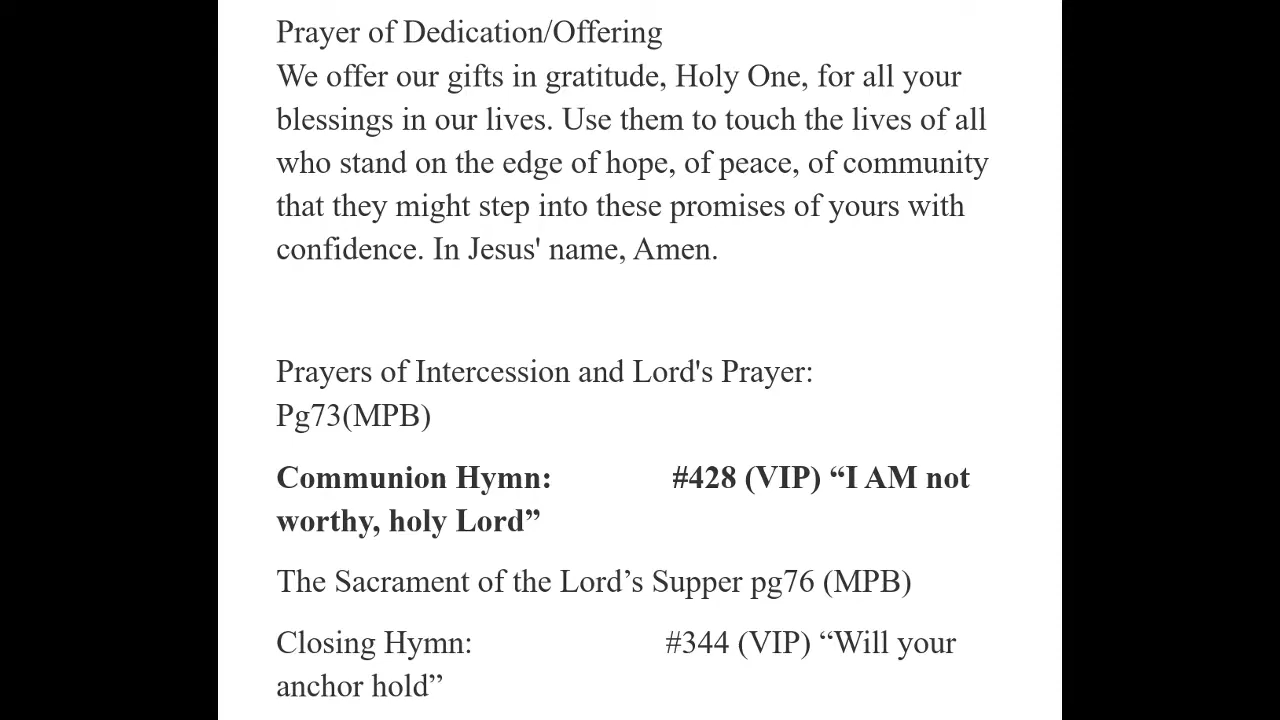 Prayer of Dedication/Offering
We offer our gifts in gratitude, Holy One, for all your
blessings in our lives. Use them to touch the lives of all
who stand on the edge of hope, of peace, of community
that they might step into these promises of yours with
confidence. In Jesus' name, Amen.
Prayers of Intercession and Lord's Prayer:
Pg73(MPB)
Communion Hymn: #428 (VIP) “I AM not
worthy, holy Lord”
The Sacrament of the Lord’s Supper pg76 (MPB)
Closing Hymn: #344 (VIP) “Will your
anchor hold”